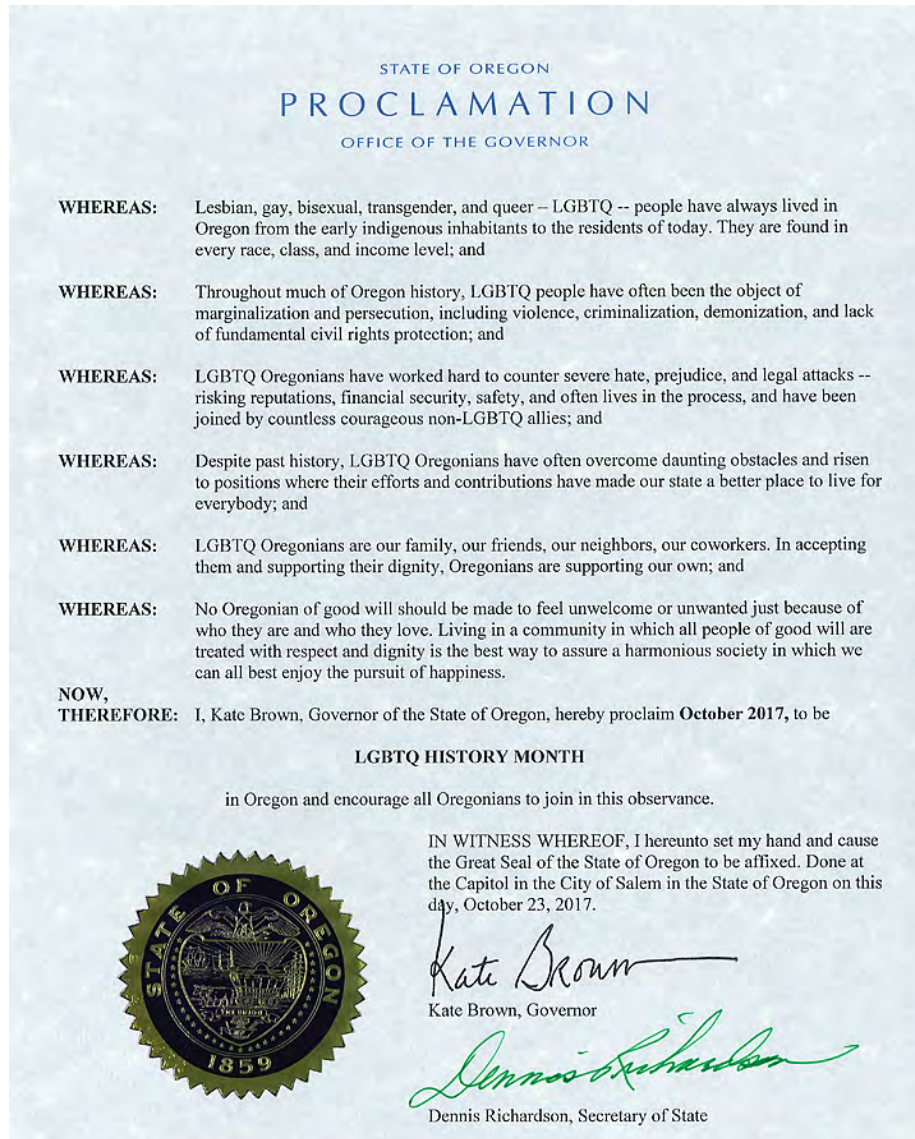 STATE OF OREGON
PROCLAMATION
OFFICE OF THE GOVERNOR
WHEREAS: Lesbian, gay, bisexual, transgender, and queer – LGBTQ -- people have always lived in
Oregon from the early indigenous inhabitants to the residents of today. They are found in
every race, class, and income level; and
WHEREAS: Throughout much of Oregon history, LGBTQ people have often been the object of
marginalization and persecution, including violence, criminalization, demonization, and lack
of fundamental civil rights protection; and
WHEREAS: LGBTQ Oregonians have worked hard to counter severe hate, prejudice, and legal attacks --
risking reputations, financial security, safety, and often lives in the process, and have been
joined by countless courageous non-LGBTQ allies; and
WHEREAS: Despite past history, LGBTQ Oregonians have often overcome daunting obstacles and risen
to positions where their efforts and contributions have made our state a better place to live for
everybody; and
WHEREAS: LGBTQ Oregonians are our family, our friends, our neighbors, our coworkers. In accepting
them and supporting their dignity, Oregonians are supporting our own; and
WHEREAS: No Oregonian of good will should be made to feel unwelcome or unwanted just because of
who they are and who they love. Living in a community in which all people of good will are
treated with respect and dignity is the best way to assure a harmonious society in which we
can all best enjoy the pursuit of happiness.
NOW,
THEREFORE: I, Kate Brown, Governor of the State of Oregon, hereby proclaim October 2017, to be
LGBTQ HISTORY MONTH
in Oregon and encourage all Oregonians to join in this observance.
IN WITNESS WHEREOF, I hereunto set my hand and cause
the Great Seal of the State of Oregon to be affixed. Done at
the Capitol in the City of Salem in the State of Oregon on this
day, October 23, 2017.
Kate Brown
Kate Brown, Governor
Dennis Richardson
Dennis Richardson, Secretary of State
STATE OF OREGON
THE UNION
1859